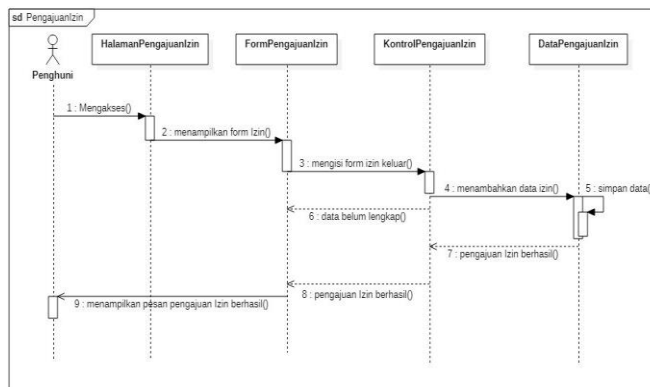 sd PengajuanIzin
HalamanPengajuanIzin
FormPengajuanIzin
KontrolPengajuanIzin
DataPengajuanIzin
Penghuni
1 : Mengakses()
2 : menampilkan form Izin()
3 : mengisi form izin keluar()
4 : menambahkan data izin()
5 : simpan data()
6 : data belum lengkap()
7 : pengajuan Izin berhasil()
8 : pengajuan Izin berhasil()
9 : menampilkan pesan pengajuan Izin berhasil()